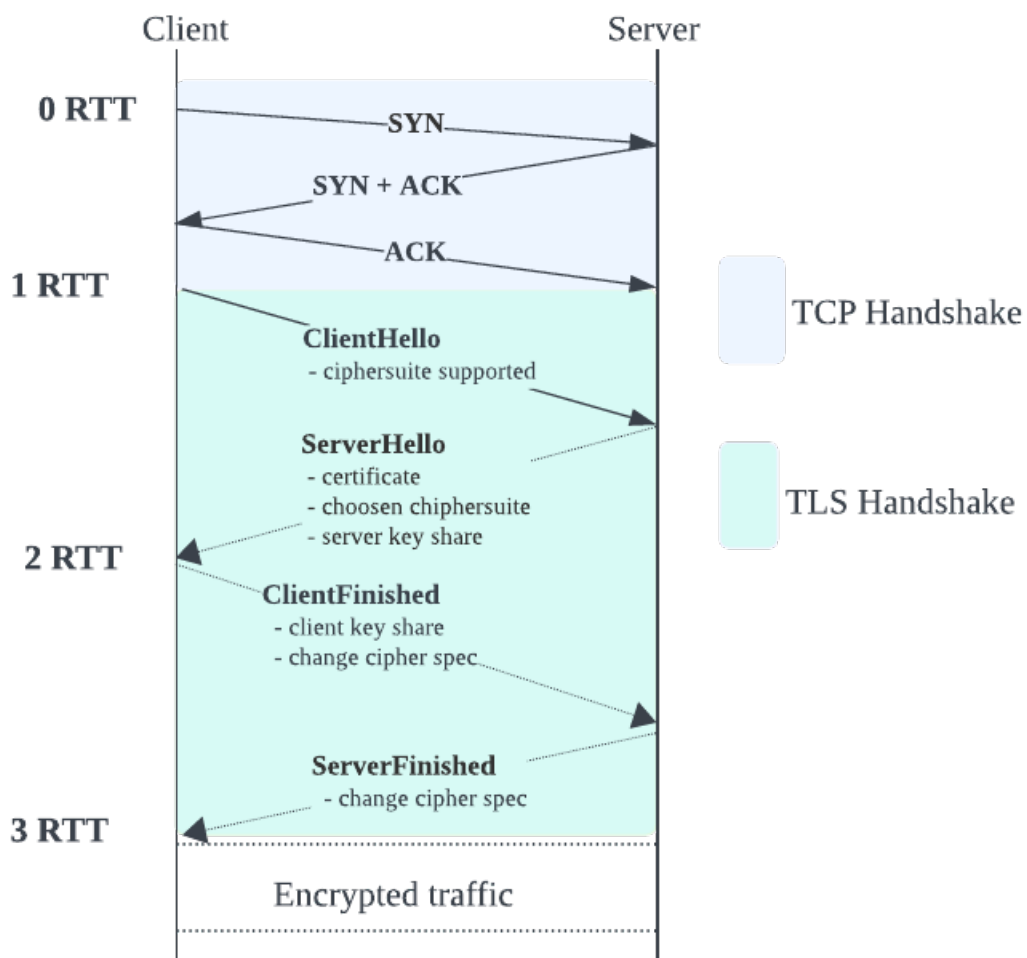 Client
Server
0 RTT
SYN
SYN + ACK
ACK
1 RTT
ClientHello
- ciphersuite supported
ServerHello
- certificate
- choosen chiphersuite
- server key share
2 RTT
ClientFinished
- client key share
- change cipher spec
ServerFinished
- change cipher spec
3 RTT
Encrypted traffic
TCP Handshake
TLS Handshake